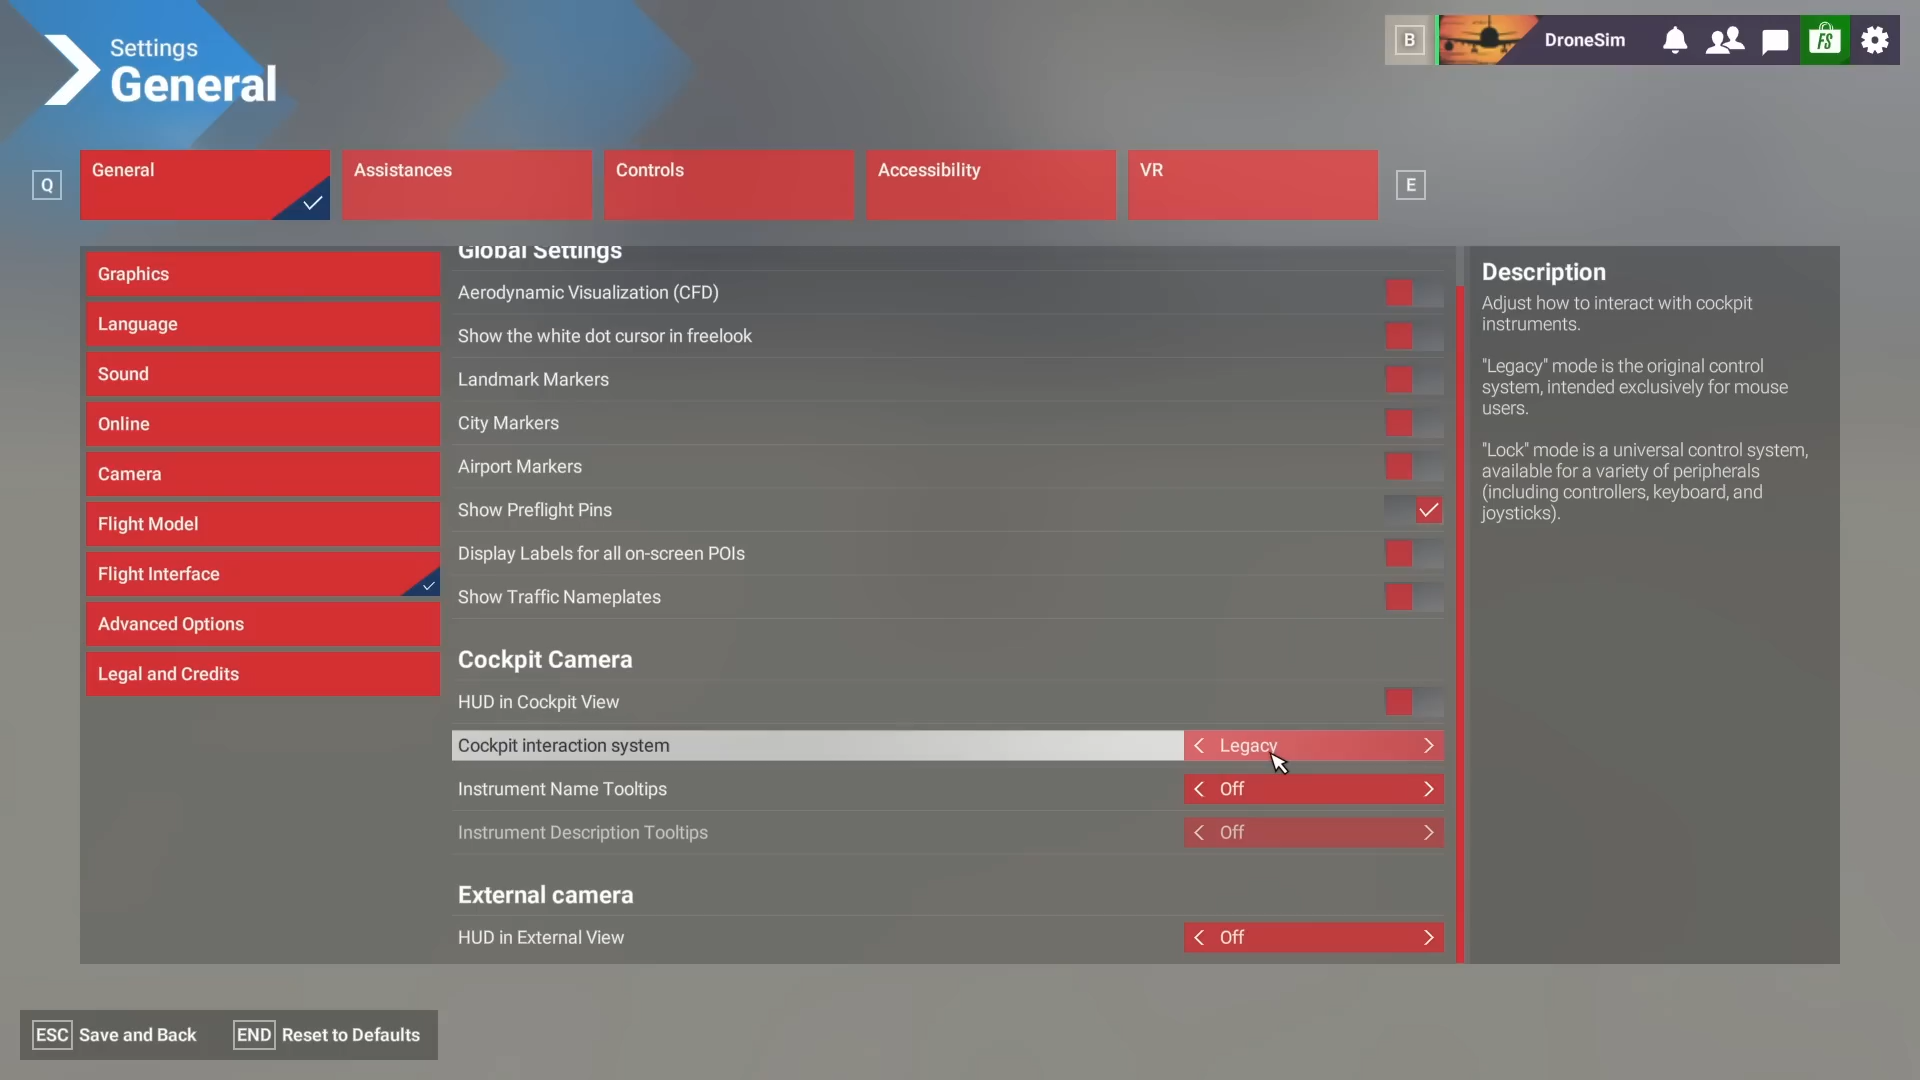 Settings
General
B
DroneSim
FS
Q
General
Assistances
Controls
Accessibility
VR
E
Graphics
Language
Sound
Online
Camera
Flight Model
Flight Interface
Advanced Options
Legal and Credits
Global Settings
Aerodynamic Visualization (CFD)
Show the white dot cursor in freelook
Landmark Markers
City Markers
Airport Markers
Show Preflight Pins
Display Labels for all on-screen POIs
Show Traffic Nameplates
Cockpit Camera
HUD in Cockpit View
Cockpit interaction system
Legacy
Instrument Name Tooltips
Off
Instrument Description Tooltips
Off
External camera
HUD in External View
Off
Description
Adjust how to interact with cockpit
instruments.
"Legacy" mode is the original control
system, intended exclusively for mouse
users.
"Lock" mode is a universal control system,
available for a variety of peripherals
(including controllers, keyboard, and
joysticks).
ESC Save and Back
END Reset to Defaults